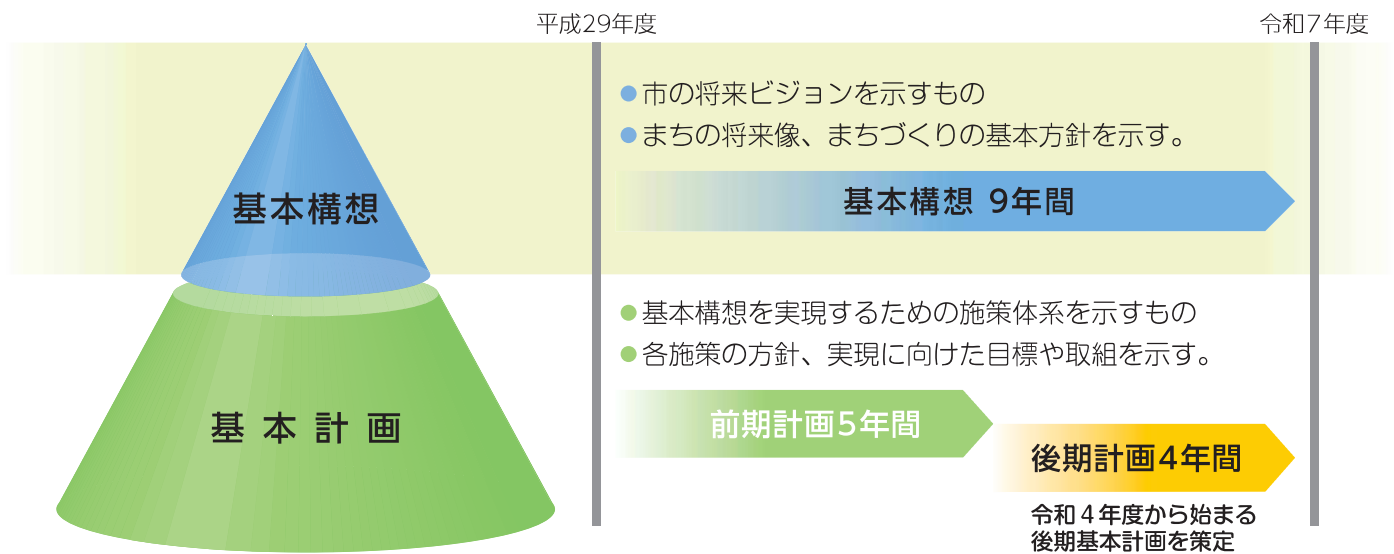 平成29年度
令和7年度
●市の将来ビジョンを示すもの
●まちの将来像、まちづくりの基本方針を示す。
基本構想
基本構想 9年間
●基本構想を実現するための施策体系を示すもの
●各施策の方針、実現に向けた目標や取組を示す。
基本計画
前期計画5年間
後期計画4年間
令和4年度から始まる
後期基本計画を策定